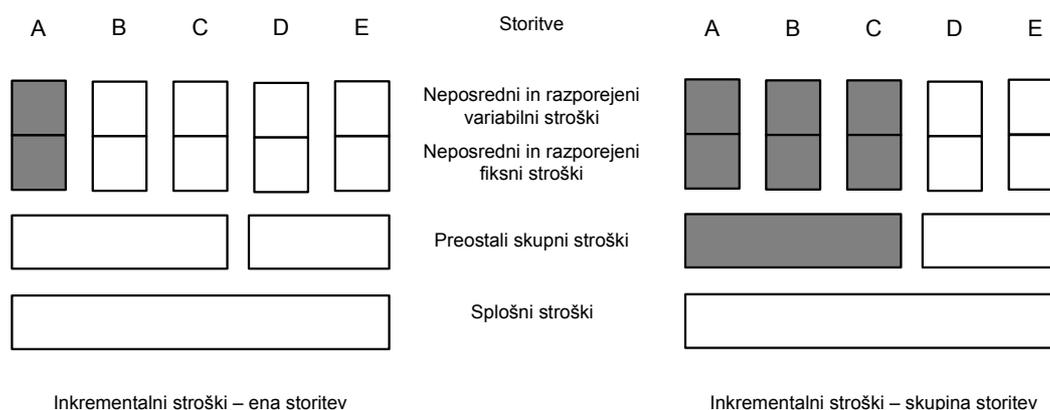 A B C D E Storitve A B C D E
Neposredni in razporejeni
variabilni stroški
Neposredni in razporejeni
fiksni stroški
Preostali skupni stroški
Splošni stroški
Inkrementalni stroški – ena storitev
Inkrementalni stroški – skupina storitev